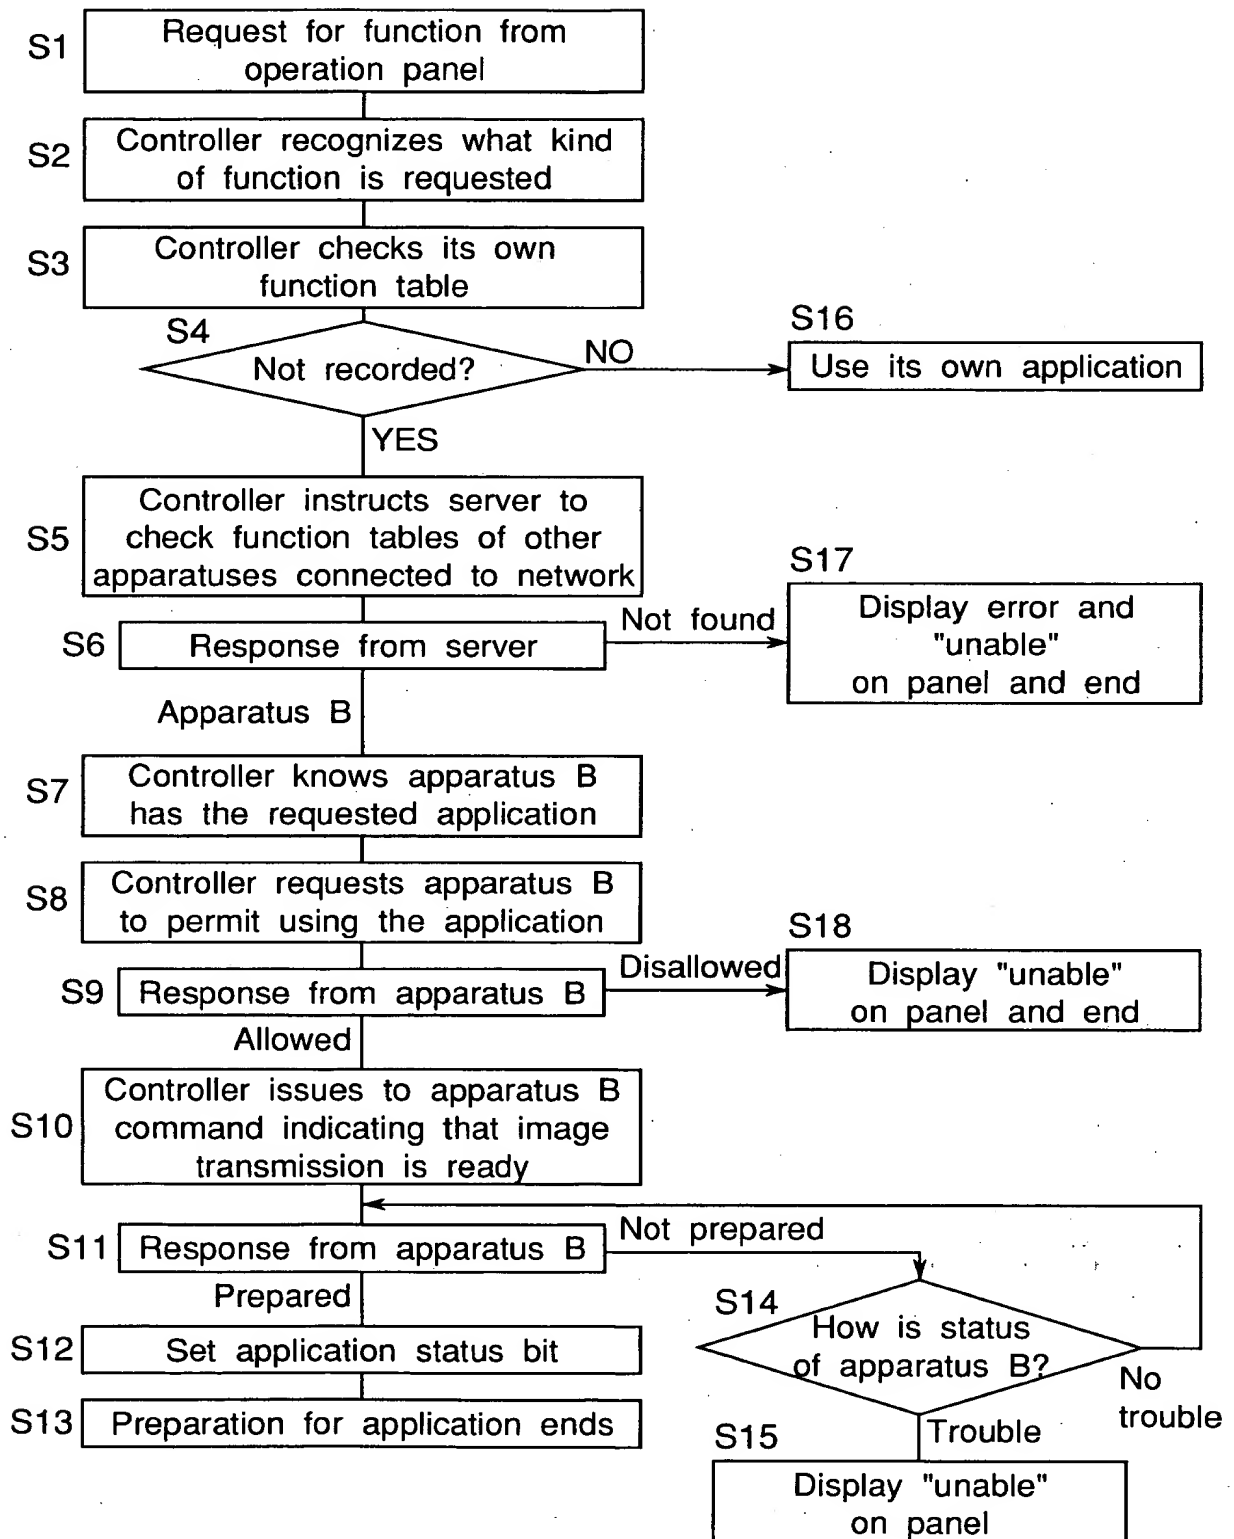 S1
Request for function from
operation panel
S2
Controller recognizes what kind
of function is requested
S3
Controller checks its own
function table
S4
Not recorded?
NO
S16
Use its own application
YES
S5
Controller instructs server to
check function tables of other
apparatuses connected to network
S17
Display error and
"unable"
on panel and end
S6
Response from server
Not found
Apparatus B
S7
Controller knows apparatus B
has the requested application
S8
Controller requests apparatus B
to permit using the application
S18
Display "unable"
on panel and end
S9
Response from apparatus B
Disallowed
Allowed
S10
Controller issues to apparatus B
command indicating that image
transmission is ready
S11
Response from apparatus B
Not prepared
Prepared
S14
How is status
of apparatus B?
No
trouble
S12
Set application status bit
S13
Preparation for application ends
Trouble
S15
Display "unable"
on panel